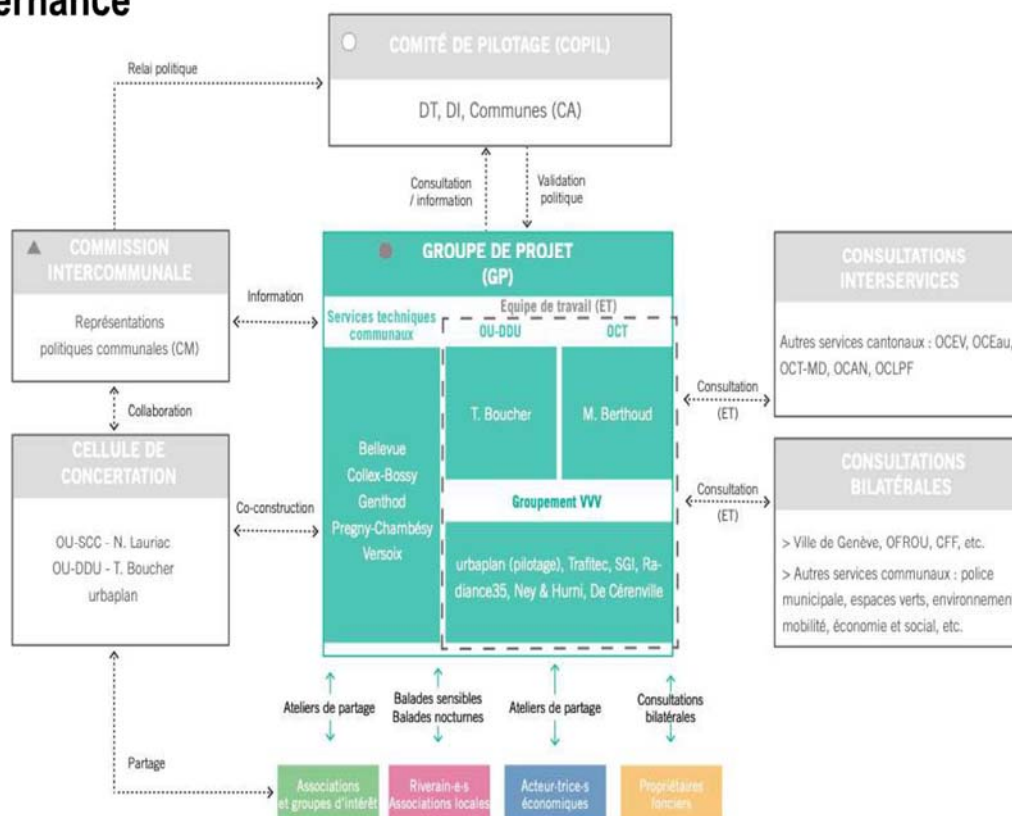 COMITÉ DE PILOTAGE (COPIL)
DT, DI, Communes (CA)
Relai politique
Consultation
/ information
Validation
politique
COMMISSION
INTERCOMMUNALE
Représentations
politiques communales (CM)
Information
Collaboration
CELLULE DE
CONCERTATION
OU-SCC - N. Lauriac
OU-DDU - T. Boucher
urbaplan
Co-construction
Partage
GROUPE DE PROJET
(GP)
Services techniques
communaux
Equipe de travail (ET)
OU-DDU
OCT
Bellevue
Collex-Bossy
Genthod
Pregny-Chambésy
Versoix
T. Boucher
M. Berthoud
Groupement VVV
urbaplan (pilotage), Trafitec, SGI, Ra-
diance35, Ney & Hurni, De Cérenville
Consultation
(ET)
Consultation
(ET)
CONSULTATIONS
INTERSERVICES
Autres services cantonaux : OCEV, OCEau,
OCT-MD, OCAN, OCLPF
CONSULTATIONS
BILATÉRALES
> Ville de Genève, OFROU, CFF, etc.
> Autres services communaux : police
municipale, espaces verts, environnemen
mobilité, économie et social, etc.
Ateliers de partage
Balades sensibles
Balades nocturnes
Ateliers de partage
Consultations
bilatérales
Associations
et groupes d'intérêt
Riverain-e-s
Associations locales
Acteur-trice-s
économiques
Propriétaires
fonciers